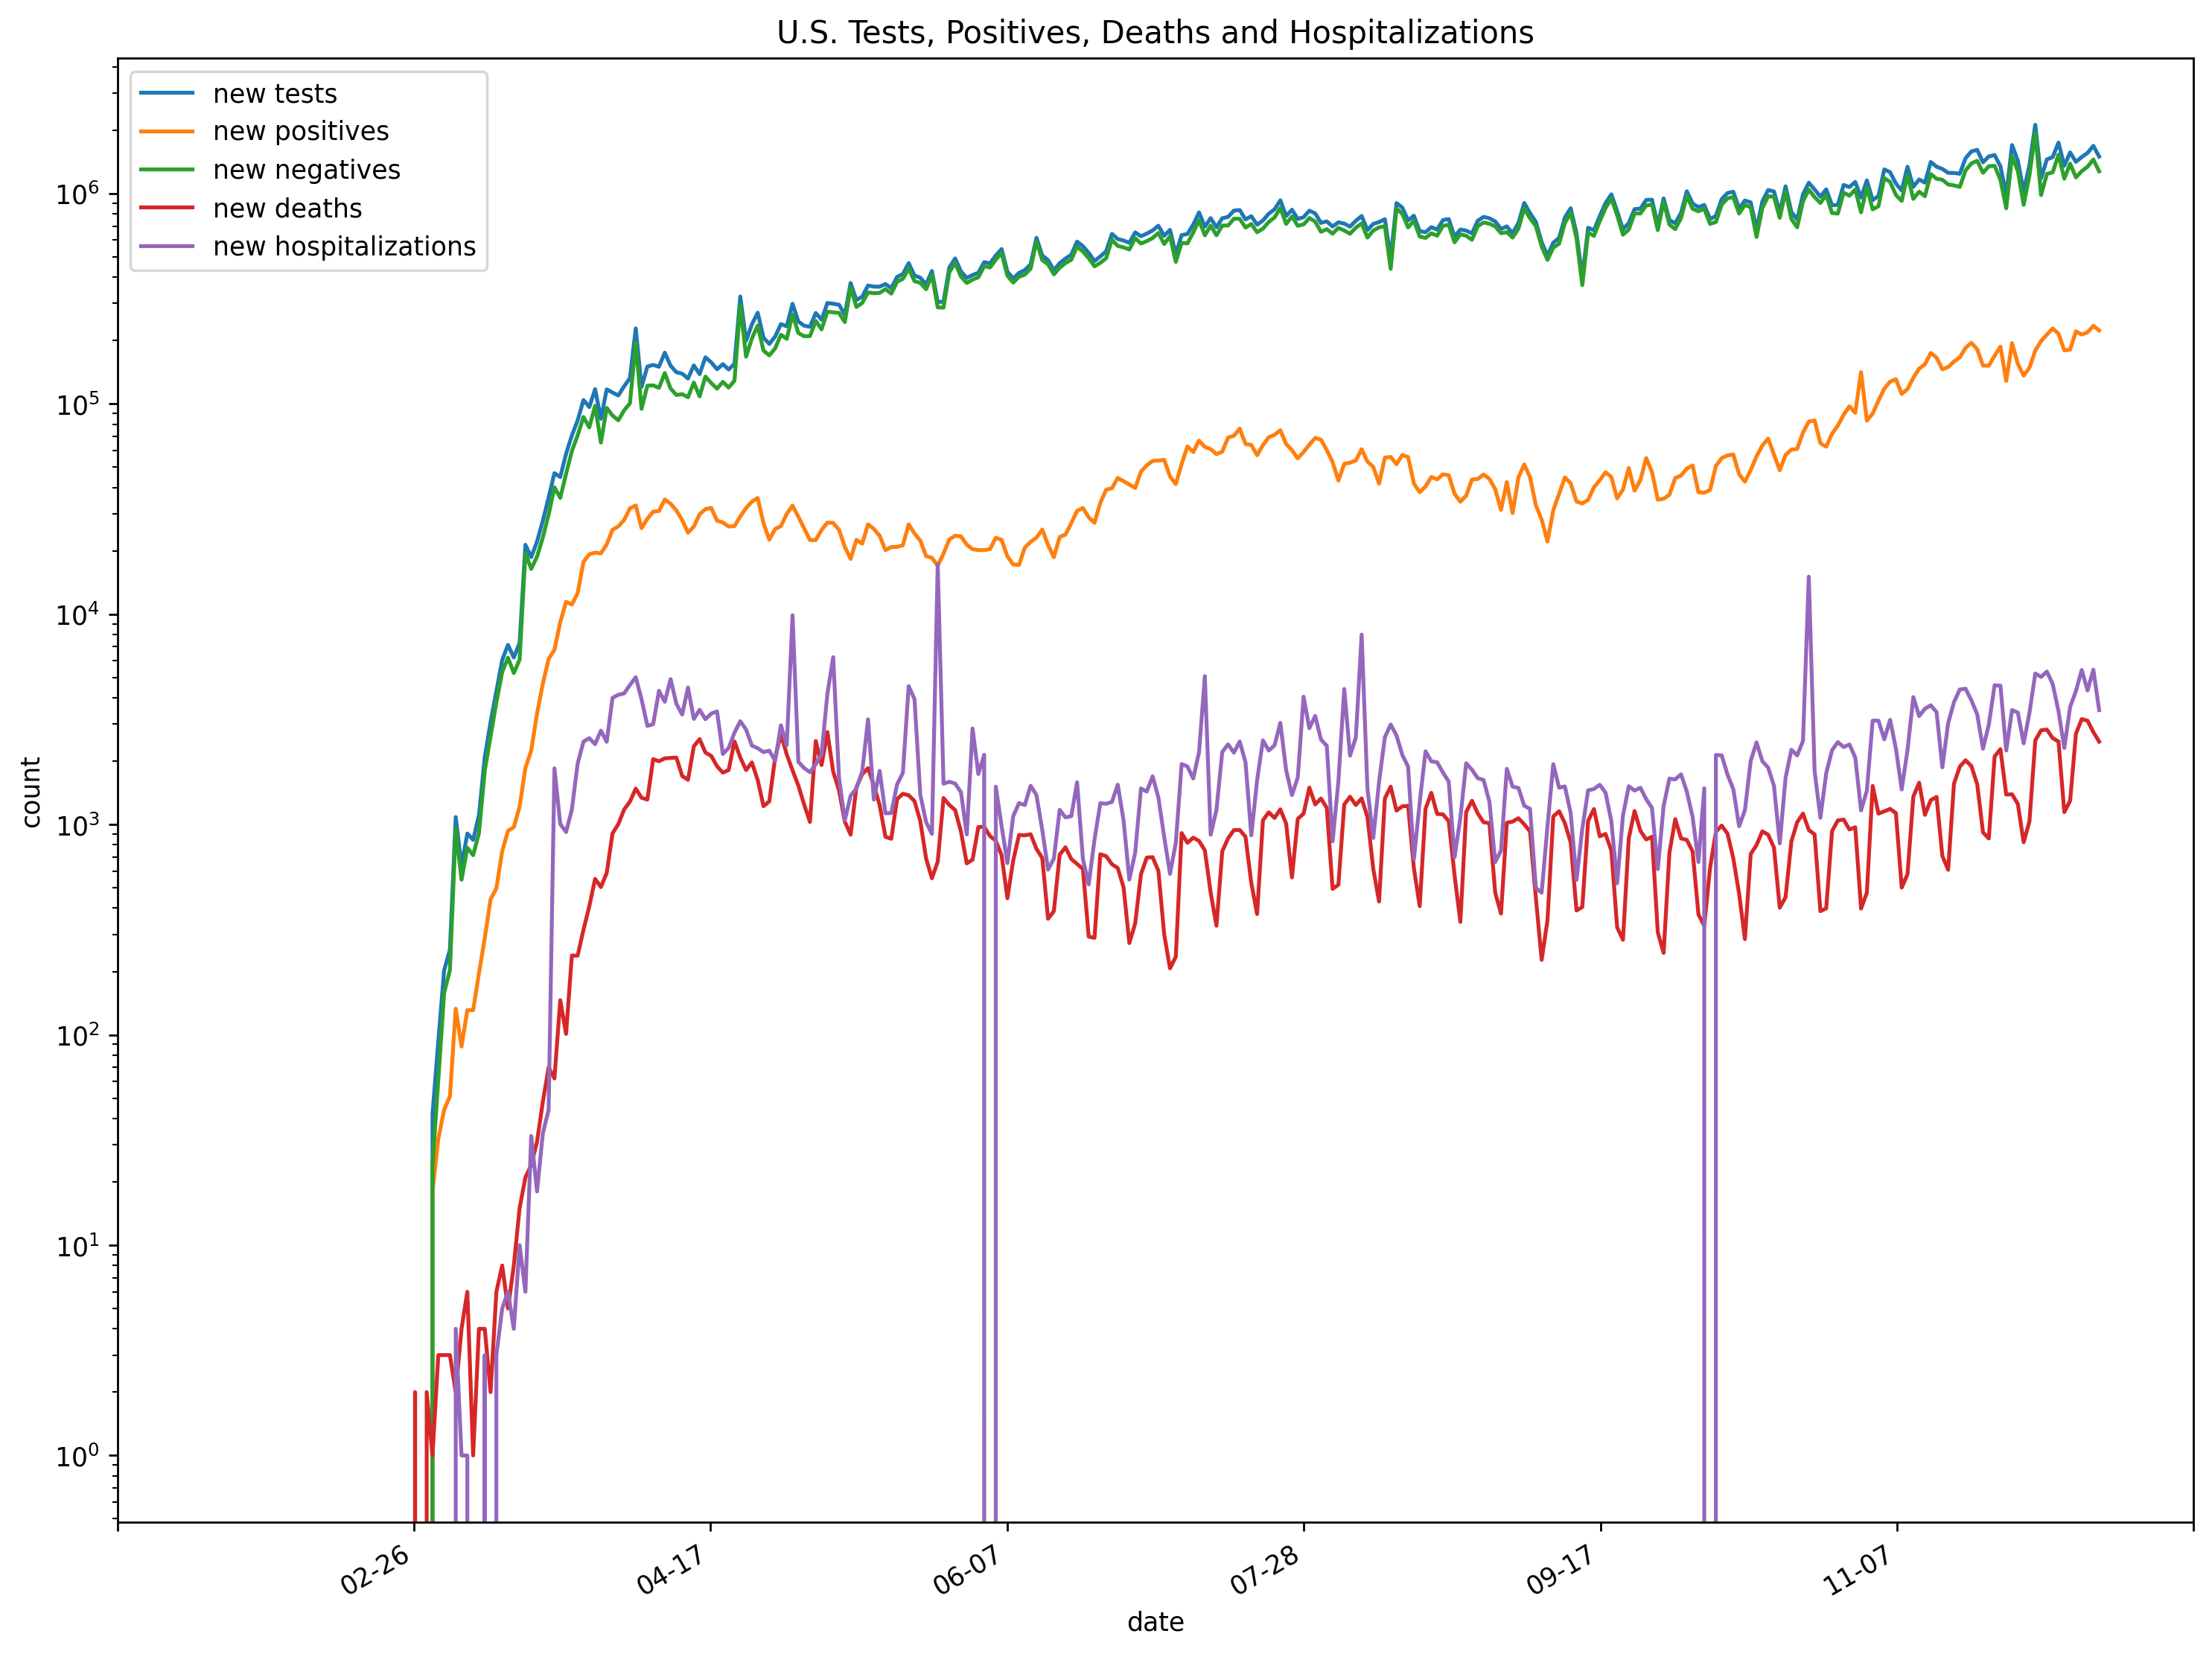 U.S. Tests, Positives, Deaths and Hospitalizations
new tests
new positives
new negatives
new deaths
new hospitalizations
count
10⁶
10⁵
10⁴
10³
10²
10¹
10⁰
02-26
04-17
06-07
07-28
09-17
11-07
date